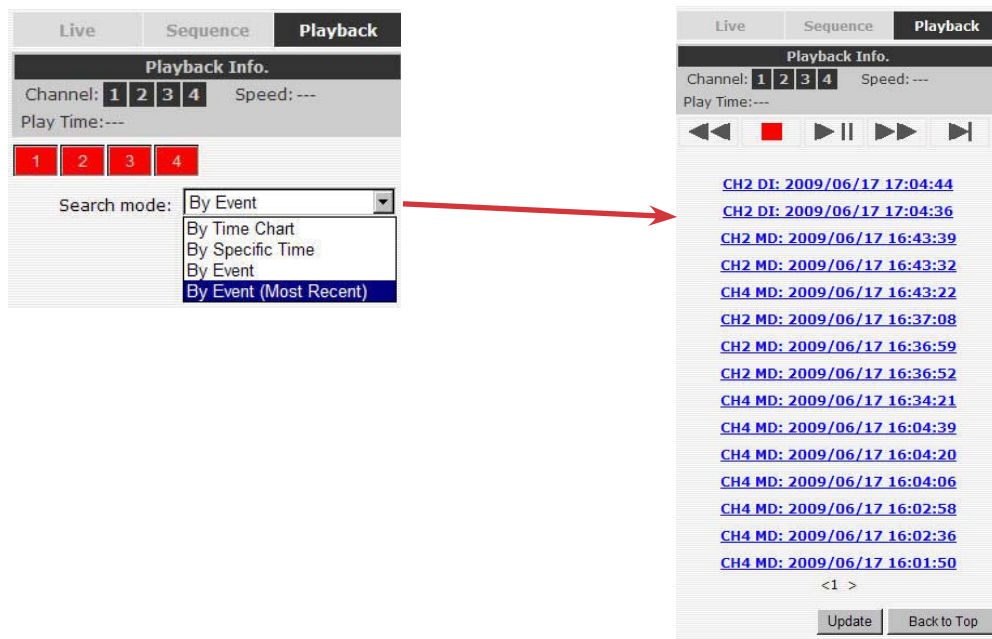 Live Sequence Playback
Playback Info.
Channel: 1 2 3 4 Speed: ---
Play Time:---
1 2 3 4
Search mode: By Event
By Time Chart
By Specific Time
By Event
By Event (Most Recent)
Live Sequence Playback
Playback Info.
Channel: 1 2 3 4 Speed: ---
Play Time:---
CH2 DI: 2009/06/17 17:04:44
CH2 DI: 2009/06/17 17:04:36
CH2 MD: 2009/06/17 16:43:39
CH2 MD: 2009/06/17 16:43:32
CH4 MD: 2009/06/17 16:43:22
CH2 MD: 2009/06/17 16:37:08
CH2 MD: 2009/06/17 16:36:59
CH2 MD: 2009/06/17 16:36:52
CH4 MD: 2009/06/17 16:34:21
CH4 MD: 2009/06/17 16:04:39
CH4 MD: 2009/06/17 16:04:20
CH4 MD: 2009/06/17 16:04:06
CH4 MD: 2009/06/17 16:02:58
CH4 MD: 2009/06/17 16:02:36
CH4 MD: 2009/06/17 16:01:50
<1 >
Update Back to Top